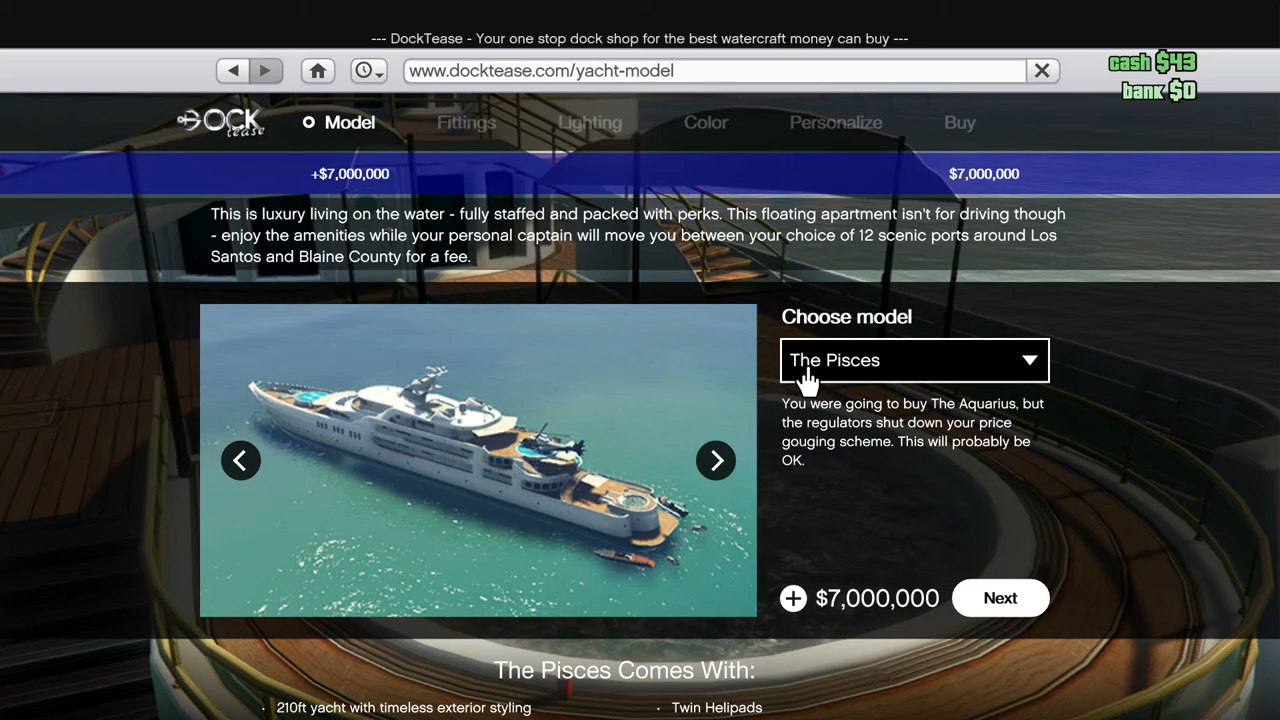 --- DockTease - Your one stop dock shop for the best watercraft money can buy ---
www.docktease.com/yacht-model
cash $43
bank $0
DOCK
tease
Model
Fittings
Lighting
Color
Personalize
Buy
+$7,000,000
$7,000,000
This is luxury living on the water - fully staffed and packed with perks. This floating apartment isn't for driving though
- enjoy the amenities while your personal captain will move you between your choice of 12 scenic ports around Los
Santos and Blaine County for a fee.
Choose model
The Pisces
You were going to buy The Aquarius, but
the regulators shut down your price
gouging scheme. This will probably be
OK.
$7,000,000
Next
The Pisces Comes With:
· 210ft yacht with timeless exterior styling
· Twin Helipads